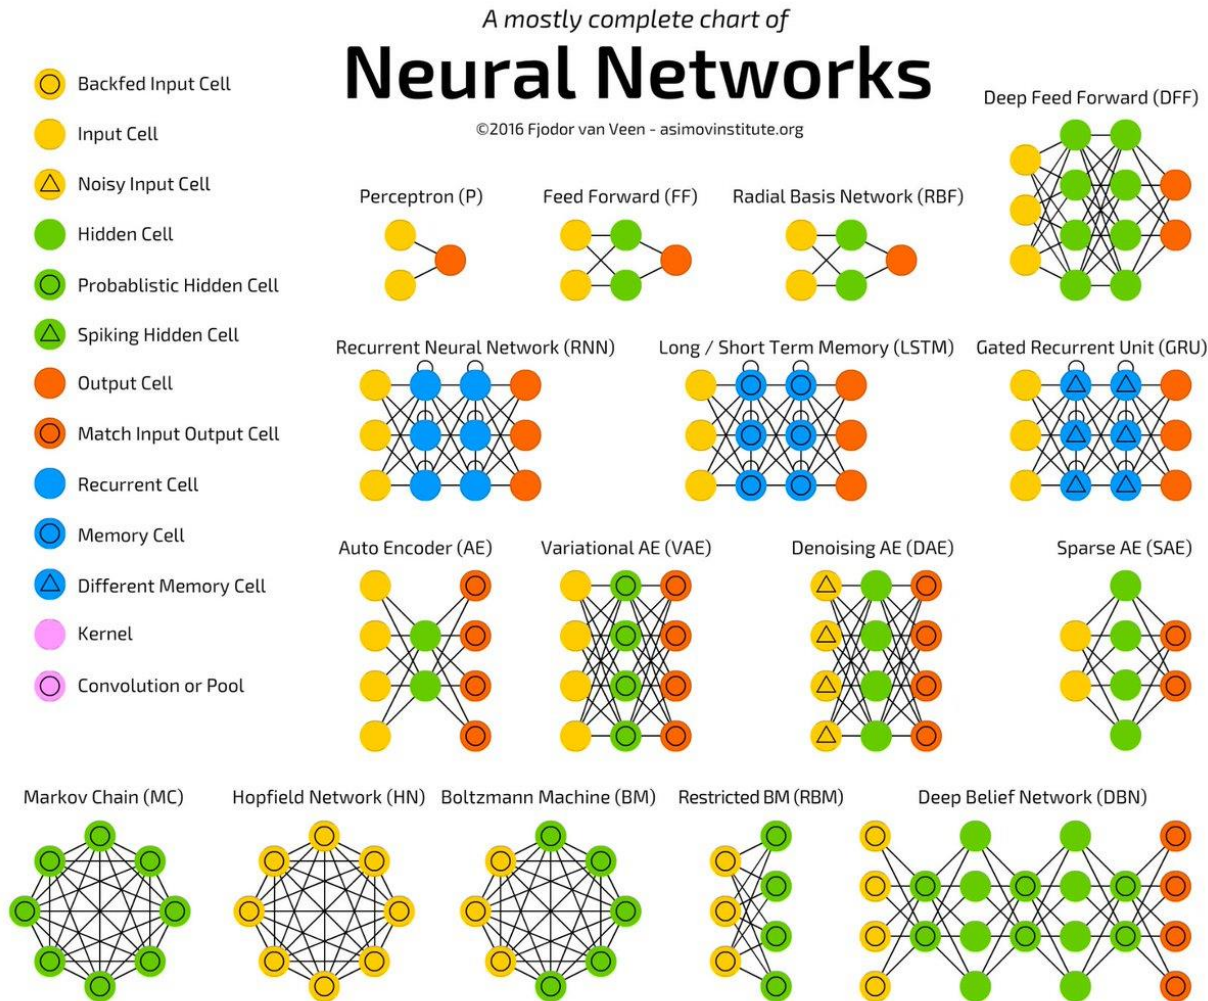 A mostly complete chart of
Neural Networks
©2016 Fjodor van Veen - asimovinstitute.org
Backfed Input Cell
Input Cell
Noisy Input Cell
Hidden Cell
Probablistic Hidden Cell
Spiking Hidden Cell
Output Cell
Match Input Output Cell
Recurrent Cell
Memory Cell
Different Memory Cell
Kernel
Convolution or Pool
Deep Feed Forward (DFF)
Perceptron (P)
Feed Forward (FF)
Radial Basis Network (RBF)
Recurrent Neural Network (RNN)
Long / Short Term Memory (LSTM)
Gated Recurrent Unit (GRU)
Auto Encoder (AE)
Variational AE (VAE)
Denoising AE (DAE)
Sparse AE (SAE)
Markov Chain (MC)
Hopfield Network (HN)
Boltzmann Machine (BM)
Restricted BM (RBM)
Deep Belief Network (DBN)